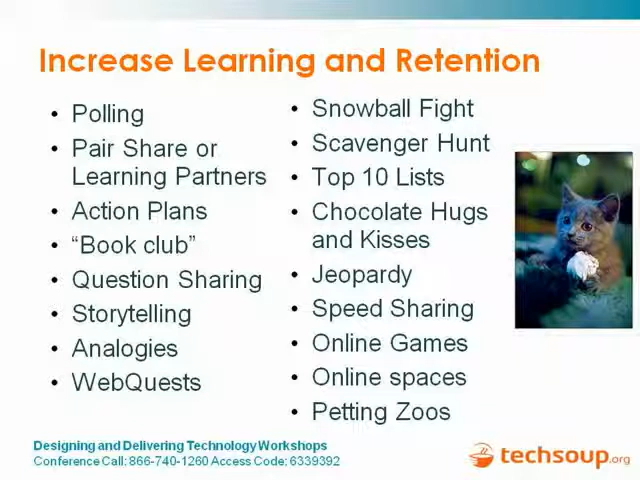 Increase Learning and Retention
• Polling
• Pair Share or
Learning Partners
• Action Plans
• “Book club”
• Question Sharing
• Storytelling
• Analogies
• WebQuests
• Snowball Fight
• Scavenger Hunt
• Top 10 Lists
• Chocolate Hugs
and Kisses
• Jeopardy
• Speed Sharing
• Online Games
• Online spaces
• Petting Zoos
Designing and Delivering Technology Workshops
Conference Call: 866-740-1260 Access Code: 6339392
techsoup.org